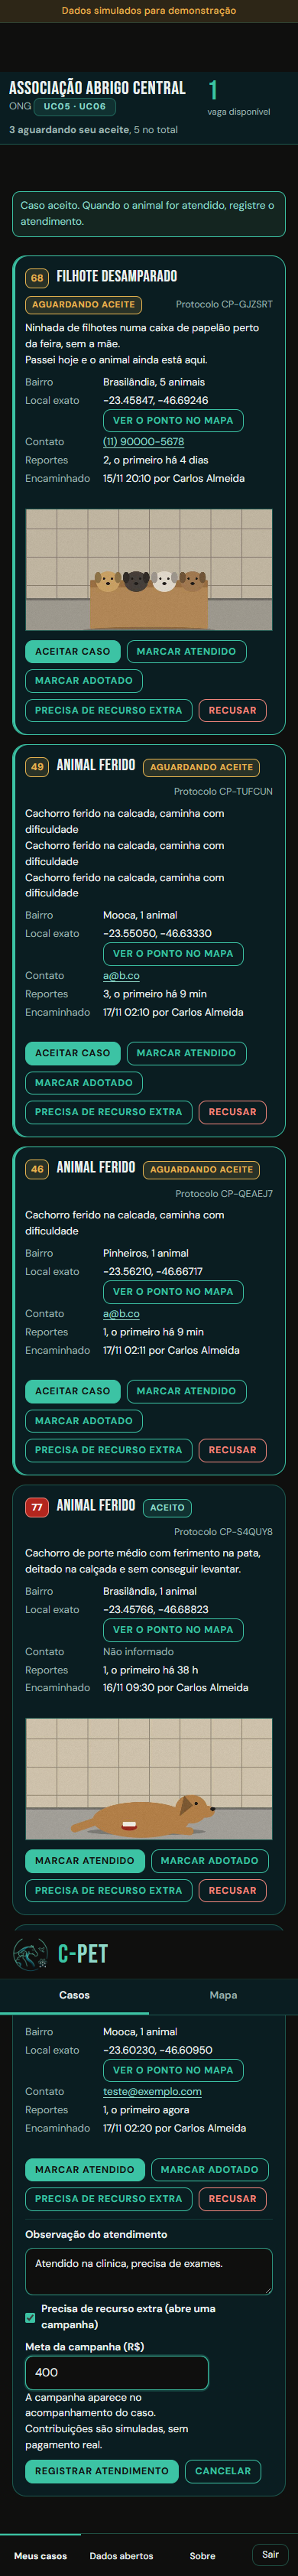 Dados simulados para demonstração
ASSOCIAÇÃO ABRIGO CENTRAL
ONG UC05 · UC06
1
vaga disponível
3 aguardando seu aceite, 5 no total
Caso aceito. Quando o animal for atendido, registre o
atendimento.
68 FILHOTE DESAMPARADO
AGUARDANDO ACEITE Protocolo CP-GJZSRT
Ninhada de filhotes numa caixa de papelão perto
da feira, sem a mãe.
Passei hoje e o animal ainda está aqui.
Bairro Brasilândia, 5 animais
Local exato -23.45847, -46.69246
VER O PONTO NO MAPA
Contato (11) 90000-5678
Reportes 2, o primeiro há 4 dias
Encaminhado 15/11 20:10 por Carlos Almeida
ACEITAR CASO MARCAR ATENDIDO
MARCAR ADOTADO
PRECISA DE RECURSO EXTRA RECUSAR
49 ANIMAL FERIDO AGUARDANDO ACEITE
Protocolo CP-TUFCUN
Cachorro ferido na calcada, caminha com
dificuldade
Cachorro ferido na calcada, caminha com
dificuldade
Cachorro ferido na calcada, caminha com
dificuldade
Bairro Mooca, 1 animal
Local exato -23.55050, -46.63330
VER O PONTO NO MAPA
Contato a@b.co
Reportes 3, o primeiro há 9 min
Encaminhado 17/11 02:10 por Carlos Almeida
ACEITAR CASO MARCAR ATENDIDO
MARCAR ADOTADO
PRECISA DE RECURSO EXTRA RECUSAR
46 ANIMAL FERIDO AGUARDANDO ACEITE
Protocolo CP-QEAEJ7
Cachorro ferido na calcada, caminha com
dificuldade
Bairro Pinheiros, 1 animal
Local exato -23.56210, -46.66717
VER O PONTO NO MAPA
Contato a@b.co
Reportes 1, o primeiro há 9 min
Encaminhado 17/11 02:11 por Carlos Almeida
ACEITAR CASO MARCAR ATENDIDO
MARCAR ADOTADO
PRECISA DE RECURSO EXTRA RECUSAR
77 ANIMAL FERIDO ACEITO
Protocolo CP-S4QUY8
Cachorro de porte médio com ferimento na pata,
deitado na calçada e sem conseguir levantar.
Bairro Brasilândia, 1 animal
Local exato -23.45766, -46.68823
VER O PONTO NO MAPA
Contato Não informado
Reportes 1, o primeiro há 38 h
Encaminhado 16/11 09:30 por Carlos Almeida
MARCAR ATENDIDO MARCAR ADOTADO
PRECISA DE RECURSO EXTRA RECUSAR
C-PET
Casos Mapa
Bairro Mooca, 1 animal
Local exato -23.60230, -46.60950
VER O PONTO NO MAPA
Contato teste@exemplo.com
Reportes 1, o primeiro agora
Encaminhado 17/11 02:20 por Carlos Almeida
MARCAR ATENDIDO MARCAR ADOTADO
PRECISA DE RECURSO EXTRA RECUSAR
Observação do atendimento
Atendido na clinica, precisa de exames.
Precisa de recurso extra (abre uma
campanha)
Meta da campanha (R$)
400
A campanha aparece no
acompanhamento do caso.
Contribuições são simuladas, sem
pagamento real.
REGISTRAR ATENDIMENTO CANCELAR
Meus casos Dados abertos Sobre Sair